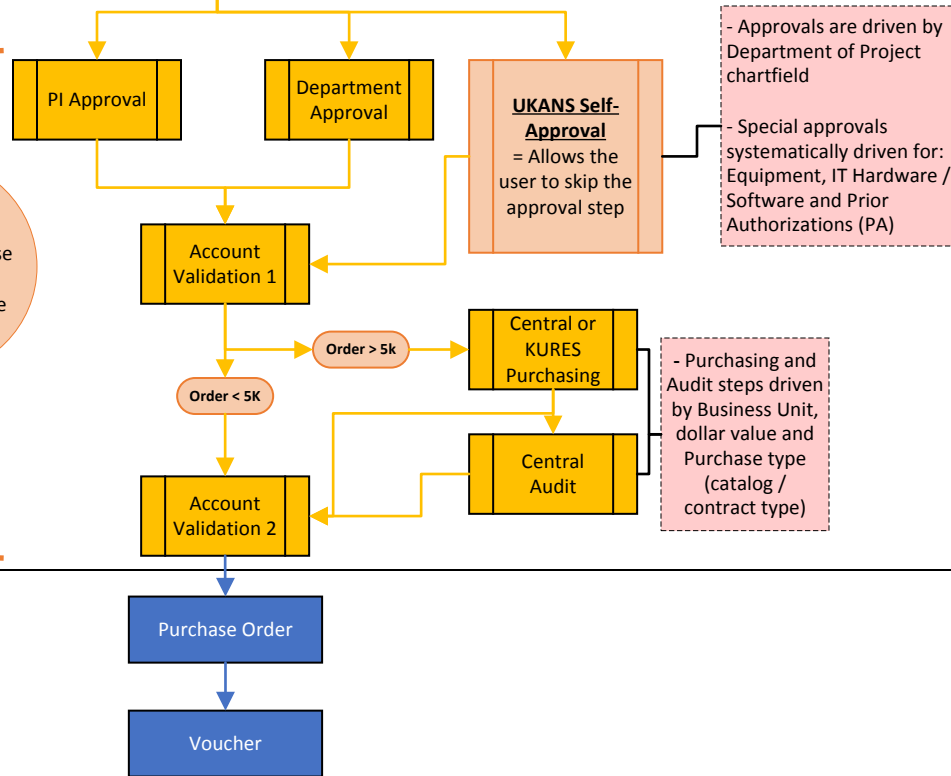 PI Approval
Department
Approval
UKANS Self-
Approval
= Allows the
user to skip the
approval step
- Approvals are driven by
Department of Project
chartfield
- Special approvals
systematically driven for:
Equipment, IT Hardware /
Software and Prior
Authorizations (PA)
Account
Validation 1
Order > 5k
Order < 5K
Central or
KURES
Purchasing
- Purchasing and
Audit steps driven
by Business Unit,
dollar value and
Purchase type
(catalog /
contract type)
Central
Audit
Account
Validation 2
Purchase Order
Voucher